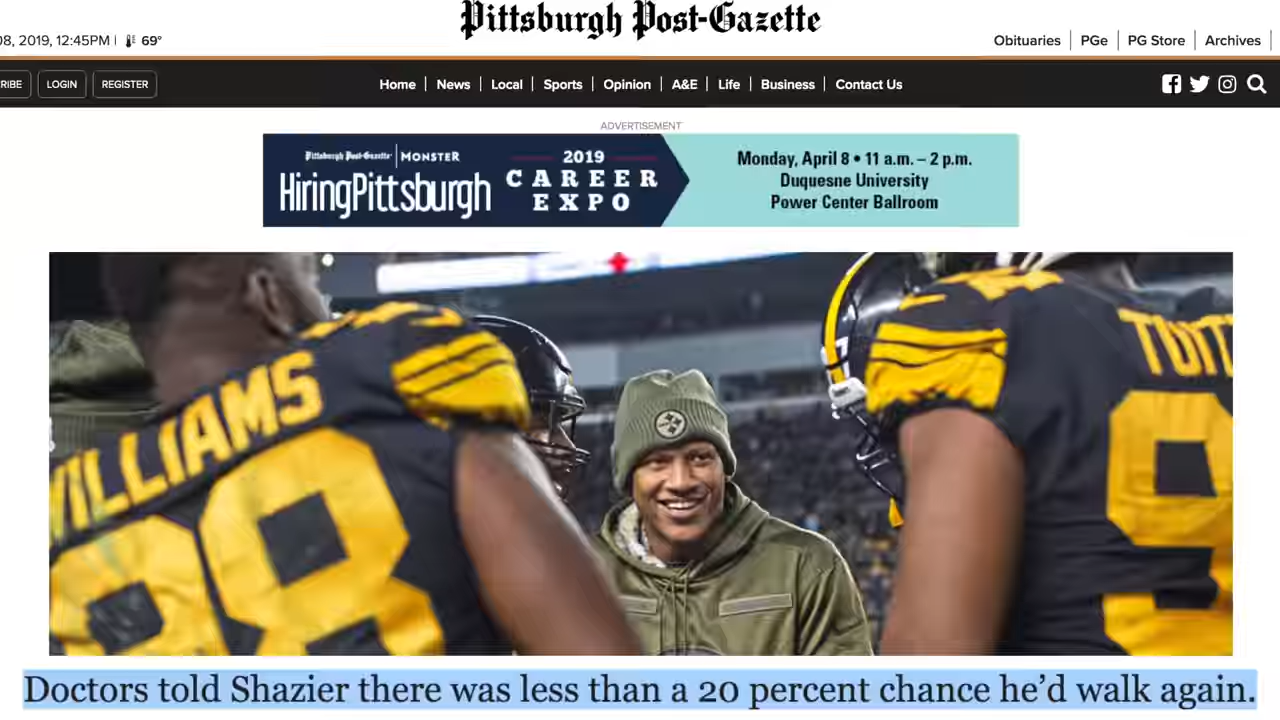 Pittsburgh Post-Gazette
08, 2019, 12:45PM | 69°
Obituaries | PGe | PG Store | Archives |
RIBE LOGIN REGISTER
Home | News | Local | Sports | Opinion | A&E | Life | Business | Contact Us
ADVERTISEMENT
Pittsburgh Post-Gazette | MONSTER
HiringPittsburgh
2019
CAREER
EXPO
Monday, April 8 • 11 a.m. – 2 p.m.
Duquesne University
Power Center Ballroom
WILLIAMS
98
TUIT
9
Doctors told Shazier there was less than a 20 percent chance he’d walk again.